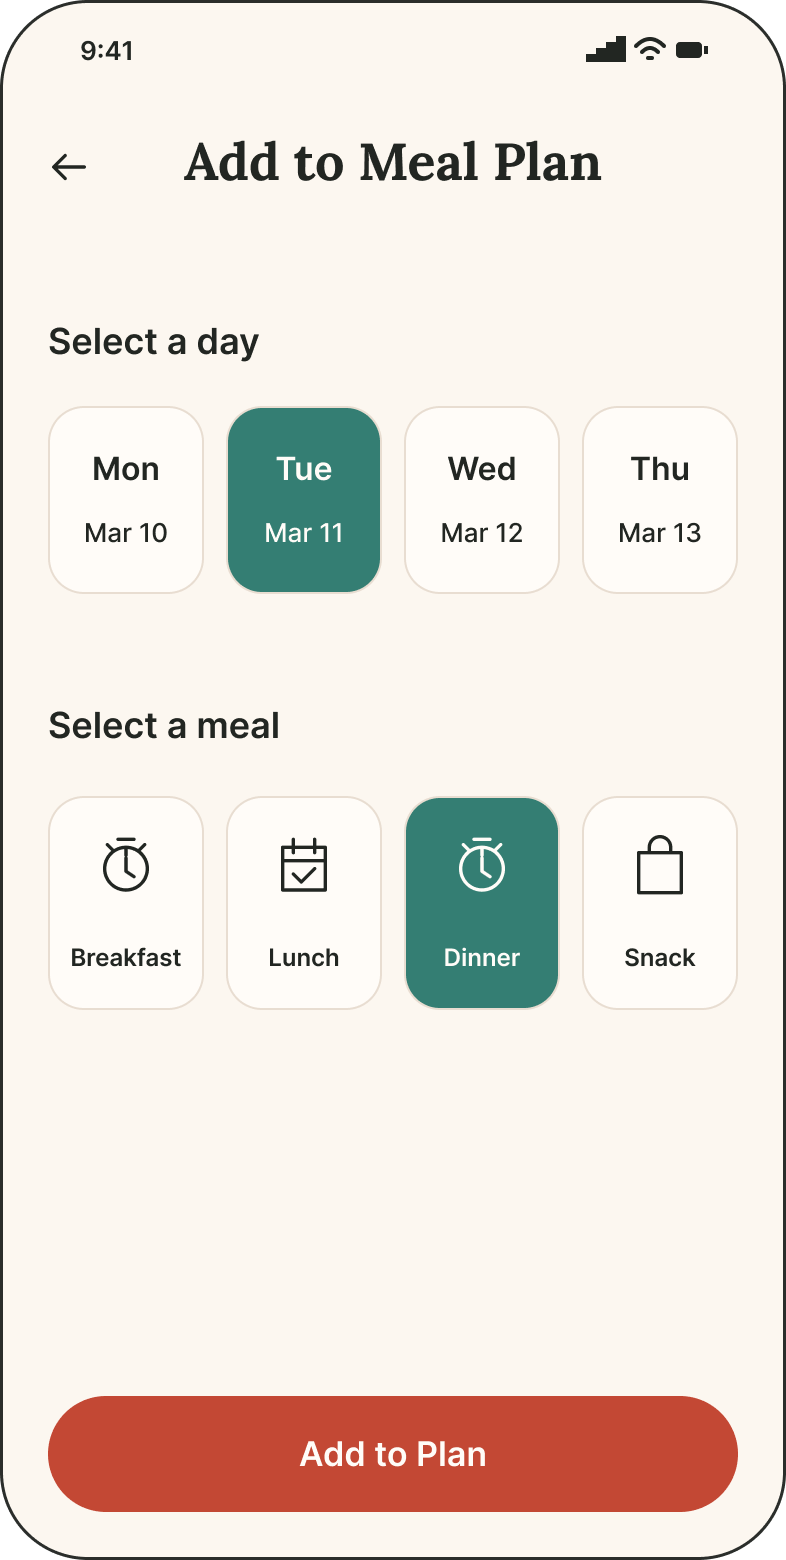 9:41
Add to Meal Plan
Select a day
Mon Tue Wed Thu
Mar 10 Mar 11 Mar 12 Mar 13
Select a meal
Breakfast Lunch Dinner Snack
Add to Plan